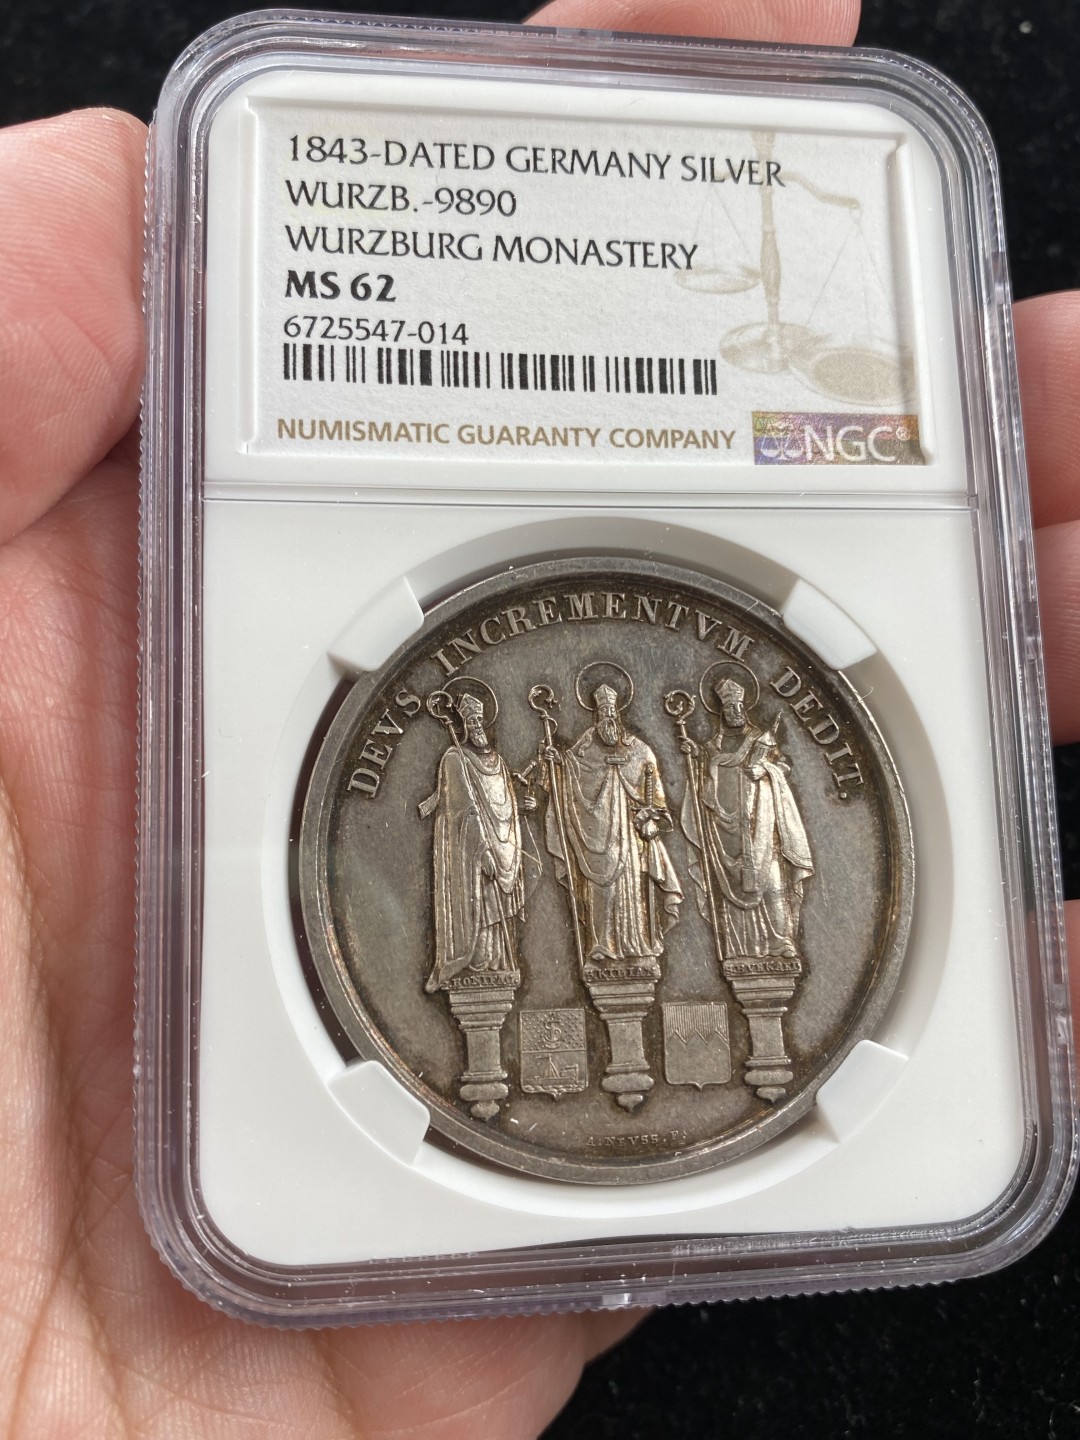 1843-DATED GERMANY SILVER
WURZB.-9890
WURZBURG MONASTERY
MS 62
6725547-014
NUMISMATIC GUARANTY COMPANY
NGC®
DEVS INCREMENTVM DEDIT.
A. NEVSS. F.